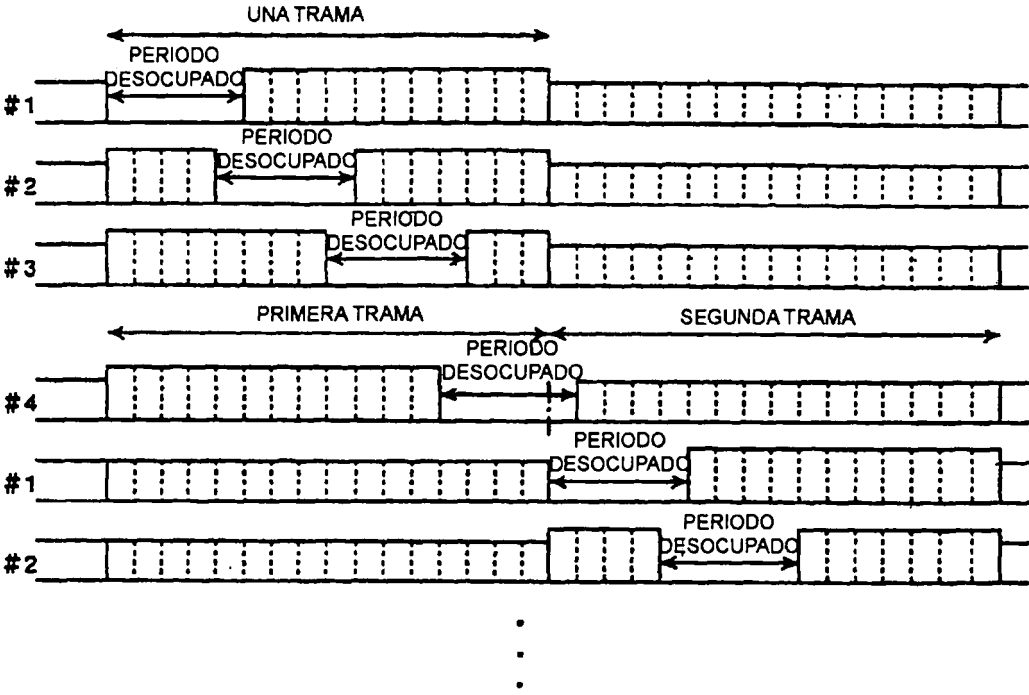 UNA TRAMA
PERIODO
DESOCUPADO
#1
PERIODO
DESOCUPADO
#2
PERIODO
DESOCUPADO
#3
PRIMERA TRAMA
SEGUNDA TRAMA
PERIODO
DESOCUPADO
#4
PERIODO
DESOCUPADO
#1
PERIODO
DESOCUPADO
#2